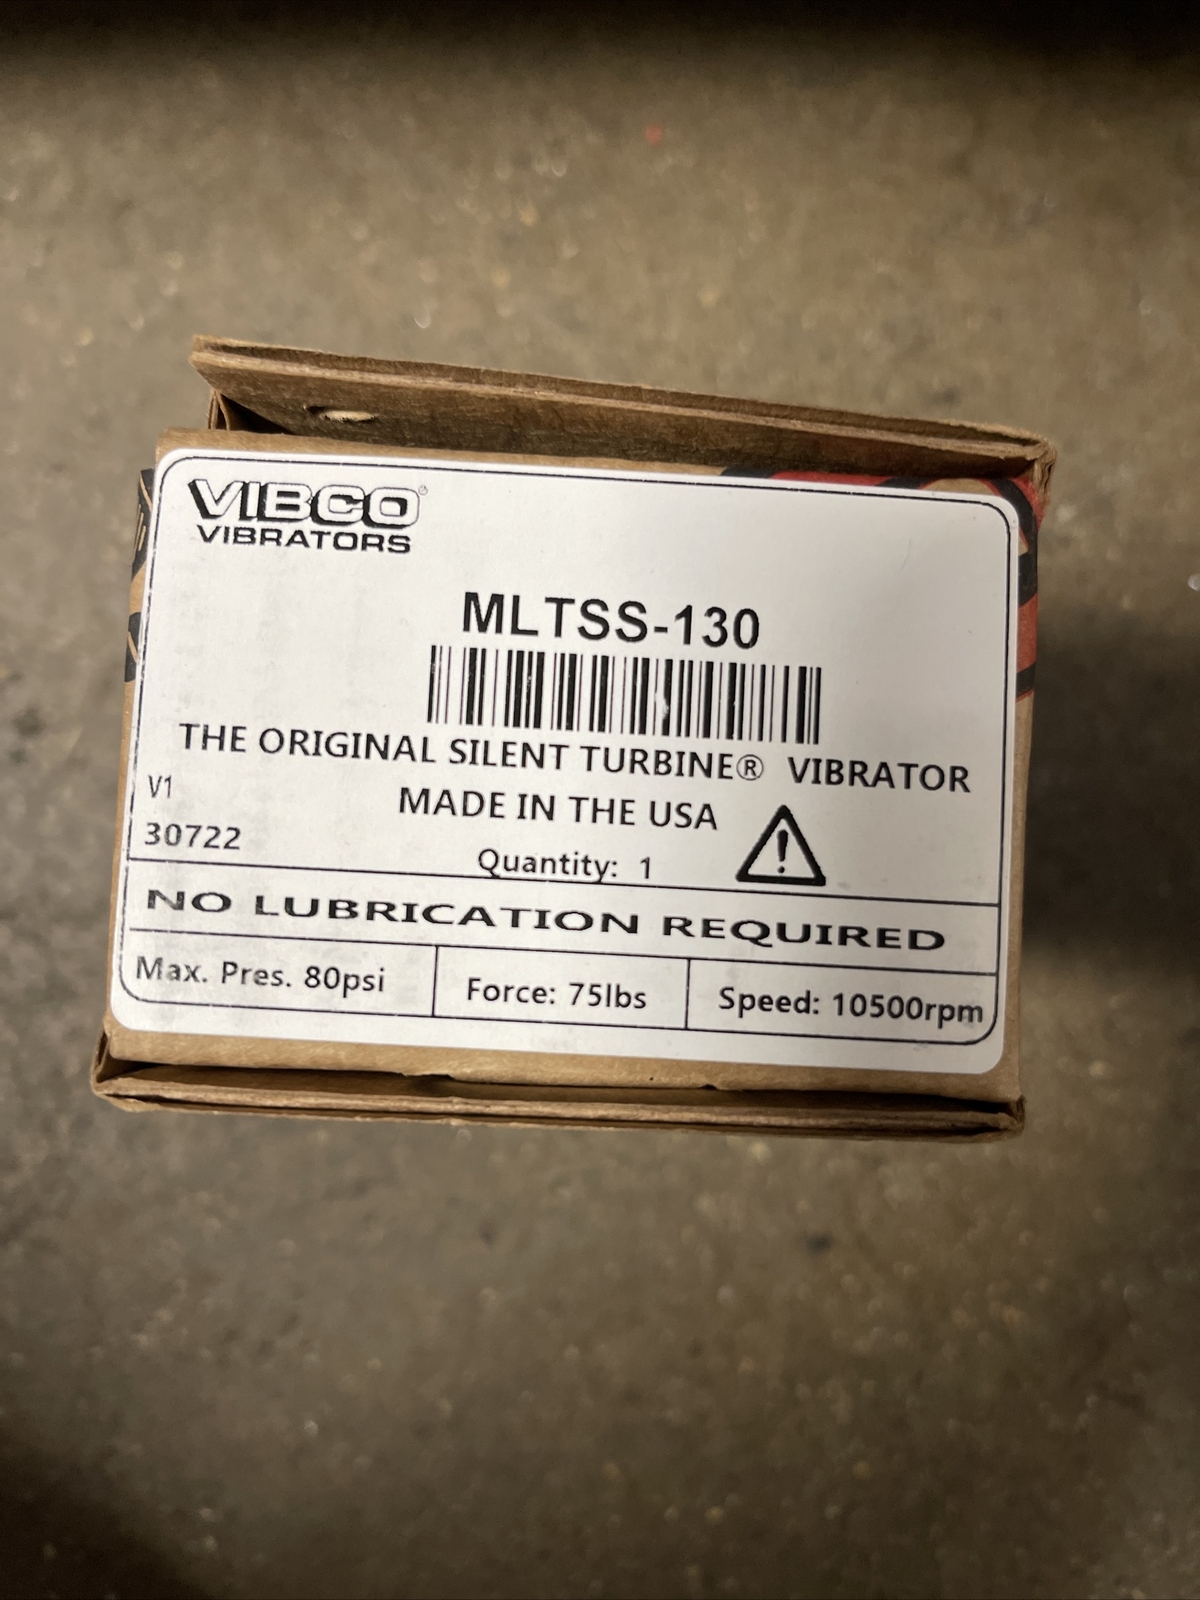 VIBCO®
VIBRATORS
MLTSS-130
THE ORIGINAL SILENT TURBINE® VIBRATOR
V1
MADE IN THE USA
30722
Quantity: 1
NO LUBRICATION REQUIRED
Max. Pres. 80psi
Force: 75lbs
Speed: 10500rpm